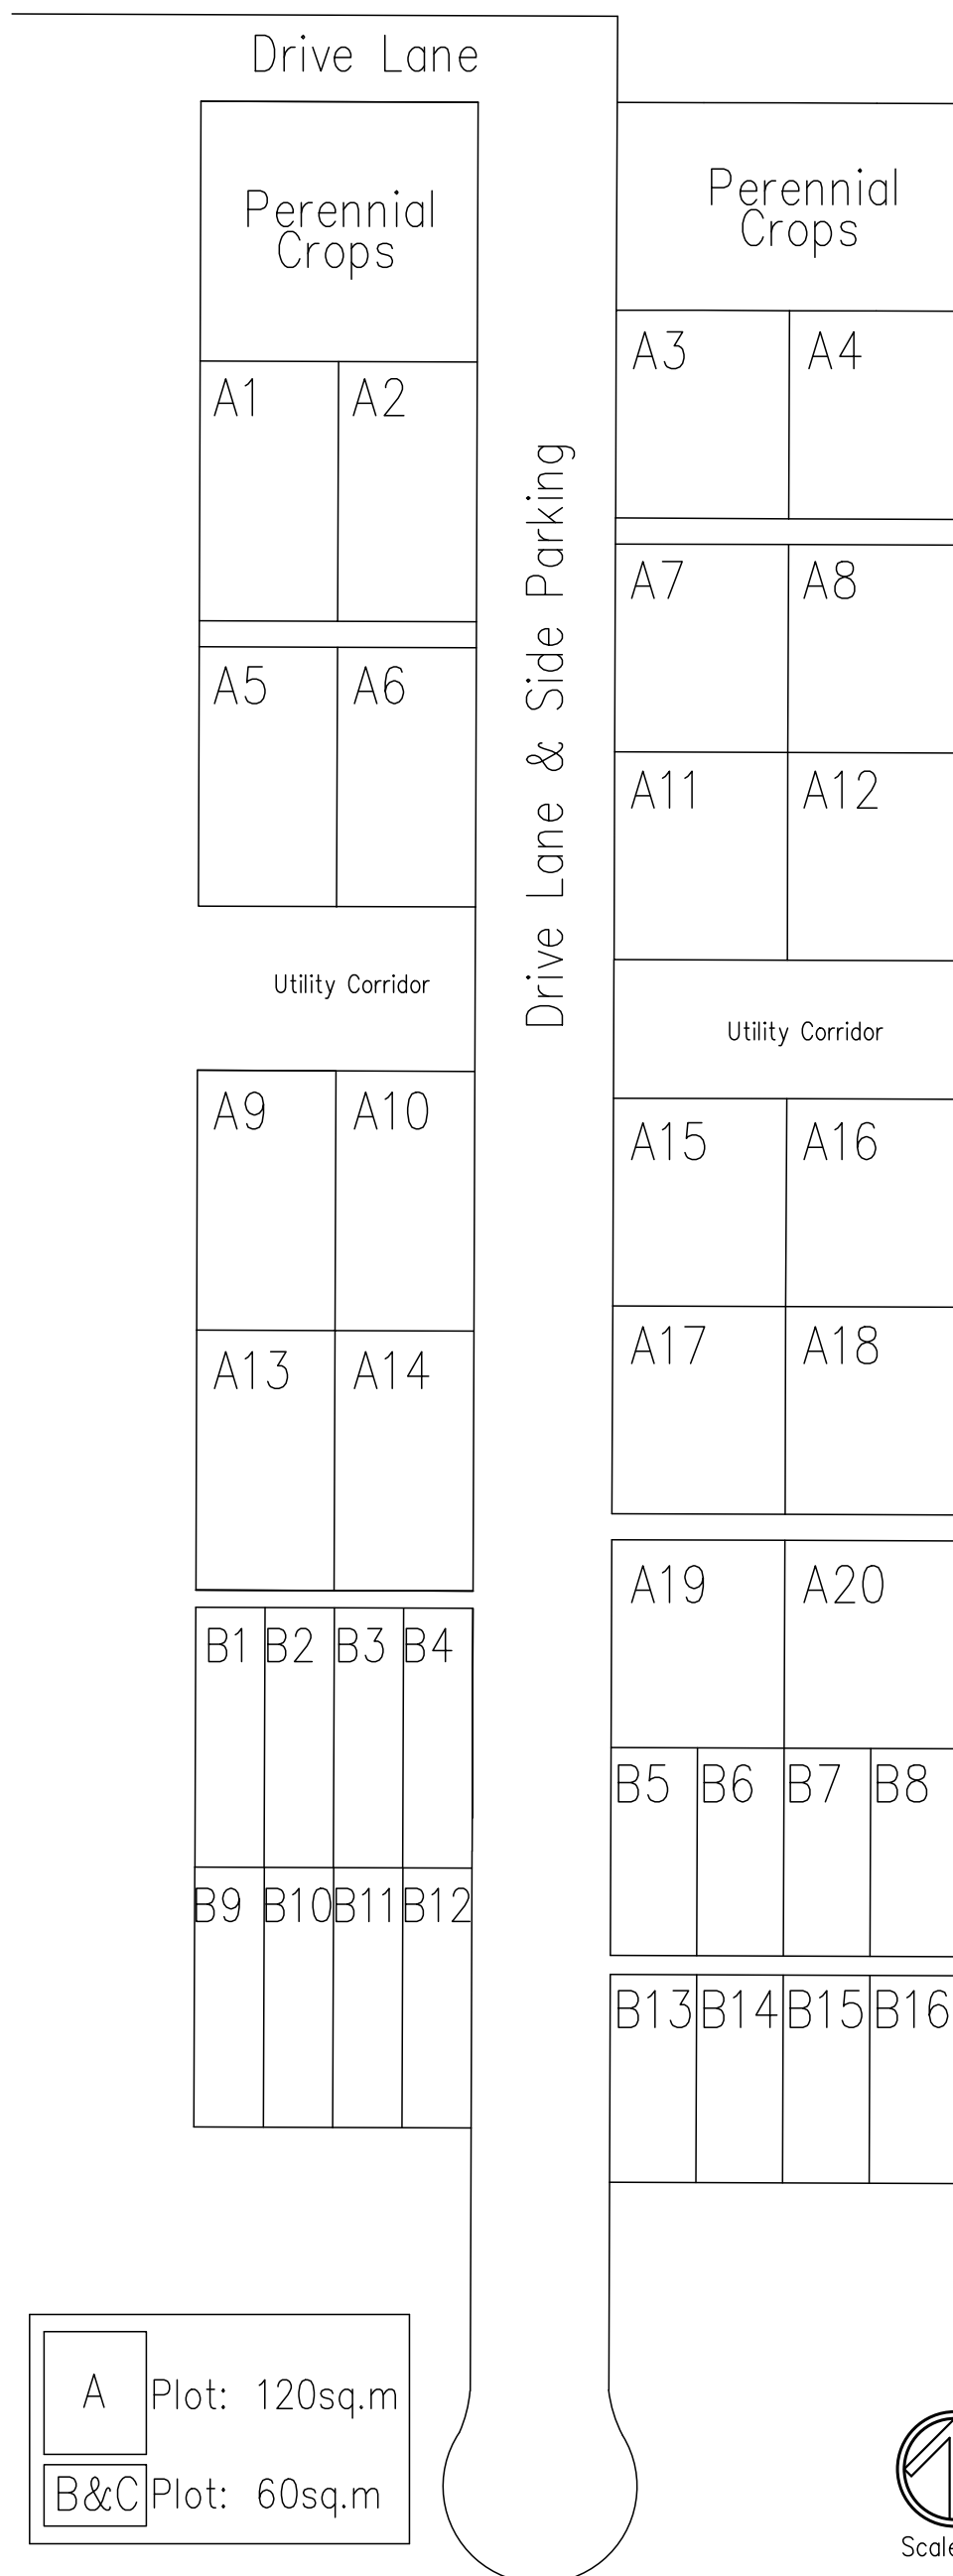 Drive Lane
Perennial
Crops
Perennial
Crops
A3
A4
A1
A2
Drive Lane & Side Parking
A7
A8
A5
A6
A11
A12
Utility Corridor
Utility Corridor
A9
A10
A15
A16
A13
A14
A17
A18
A19
A20
B1
B2
B3
B4
B5
B6
B7
B8
B9
B10
B11
B12
B13
B14
B15
B16
A
Plot: 120sq.m
B&C
Plot: 60sq.m